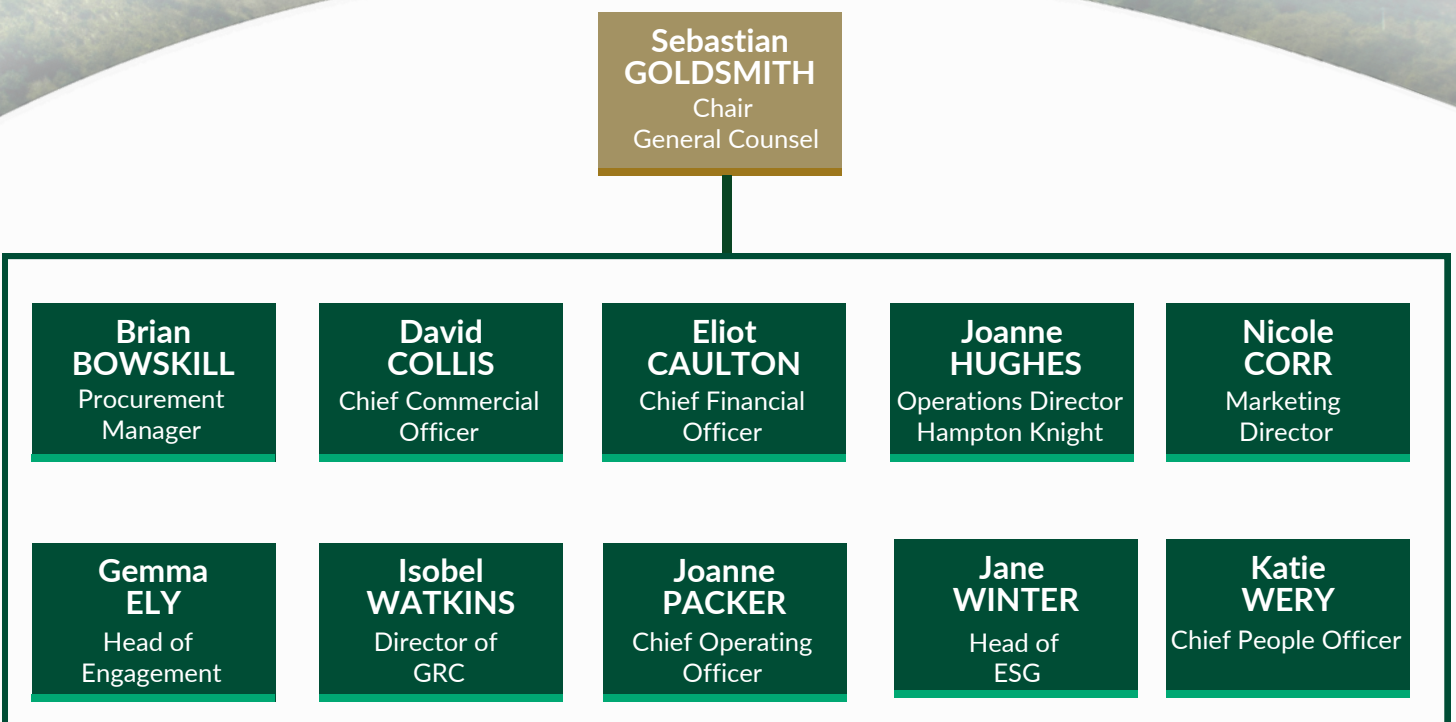 Sebastian
GOLDSMITH
Chair
General Counsel
Brian
BOWSKILL
Procurement
Manager
David
COLLIS
Chief Commercial
Officer
Eliot
CAULTON
Chief Financial
Officer
Joanne
HUGHES
Operations Director
Hampton Knight
Nicole
CORR
Marketing
Director
Gemma
ELY
Head of
Engagement
Isobel
WATKINS
Director of
GRC
Joanne
PACKER
Chief Operating
Officer
Jane
WINTER
Head of
ESG
Katie
WERY
Chief People Officer